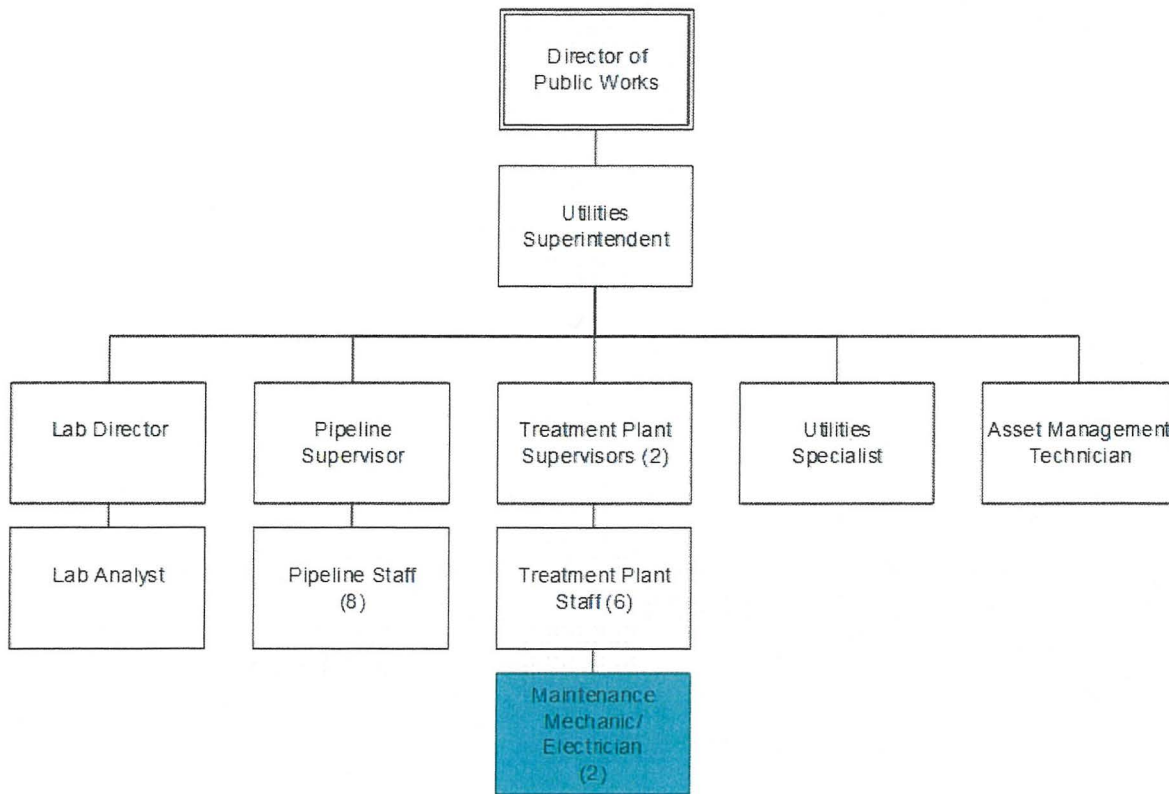 Director of
Public Works
Utilities
Superintendent
Lab Director
Pipeline
Supervisor
Treatment Plant
Supervisors (2)
Utilities
Specialist
Asset Management
Technician
Lab Analyst
Pipeline Staff
(8)
Treatment Plant
Staff (6)
Maintenance
Mechanic/
Electrician
(2)